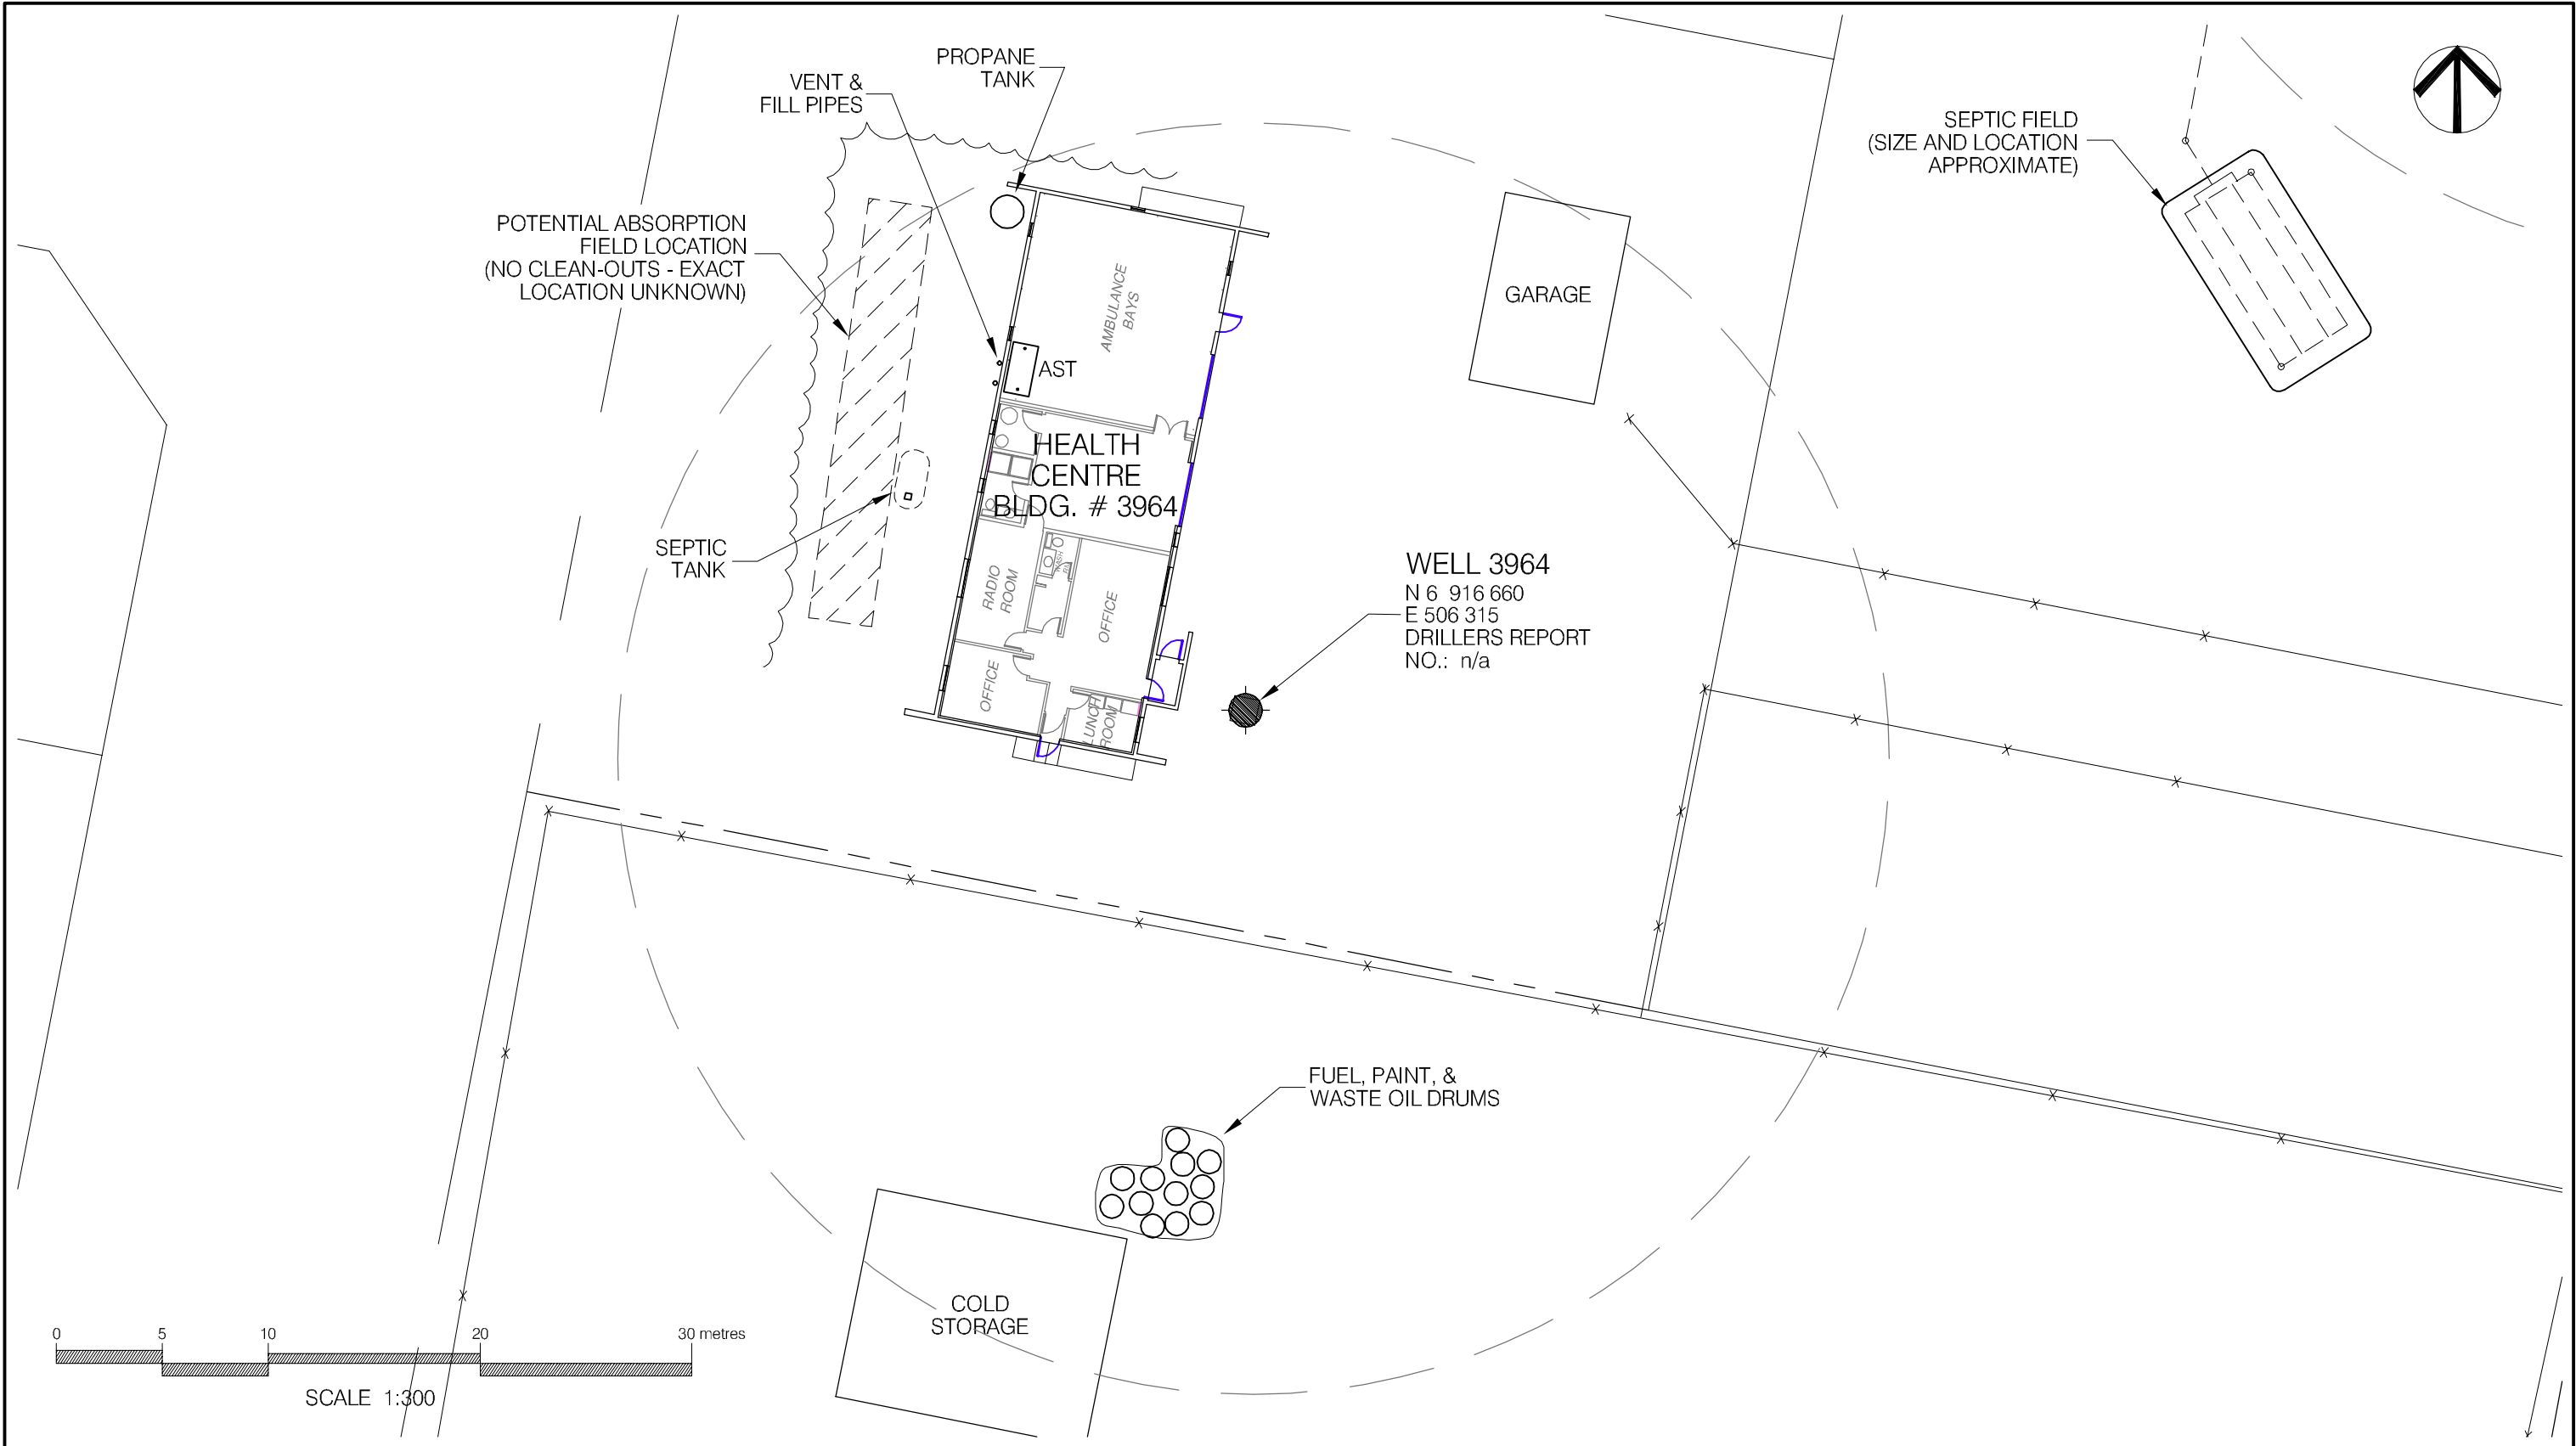 PROPANE
TANK
VENT &
FILL PIPES
SEPTIC FIELD
(SIZE AND LOCATION
APPROXIMATE)
POTENTIAL ABSORPTION
FIELD LOCATION
(NO CLEAN-OUTS - EXACT
LOCATION UNKNOWN)
AMBULANCE
BAYS
GARAGE
AST
HEALTH
CENTRE
BLDG. # 3964
SEPTIC
TANK
WASH
RM
RADIO
ROOM
OFFICE
OFFICE
LUNCH
ROOM
WELL 3964
N 6 916 660
E 506 315
DRILLERS REPORT
NO.: n/a
FUEL, PAINT, &
WASTE OIL DRUMS
COLD
STORAGE
0 5 10 20 30 metres
SCALE 1:300